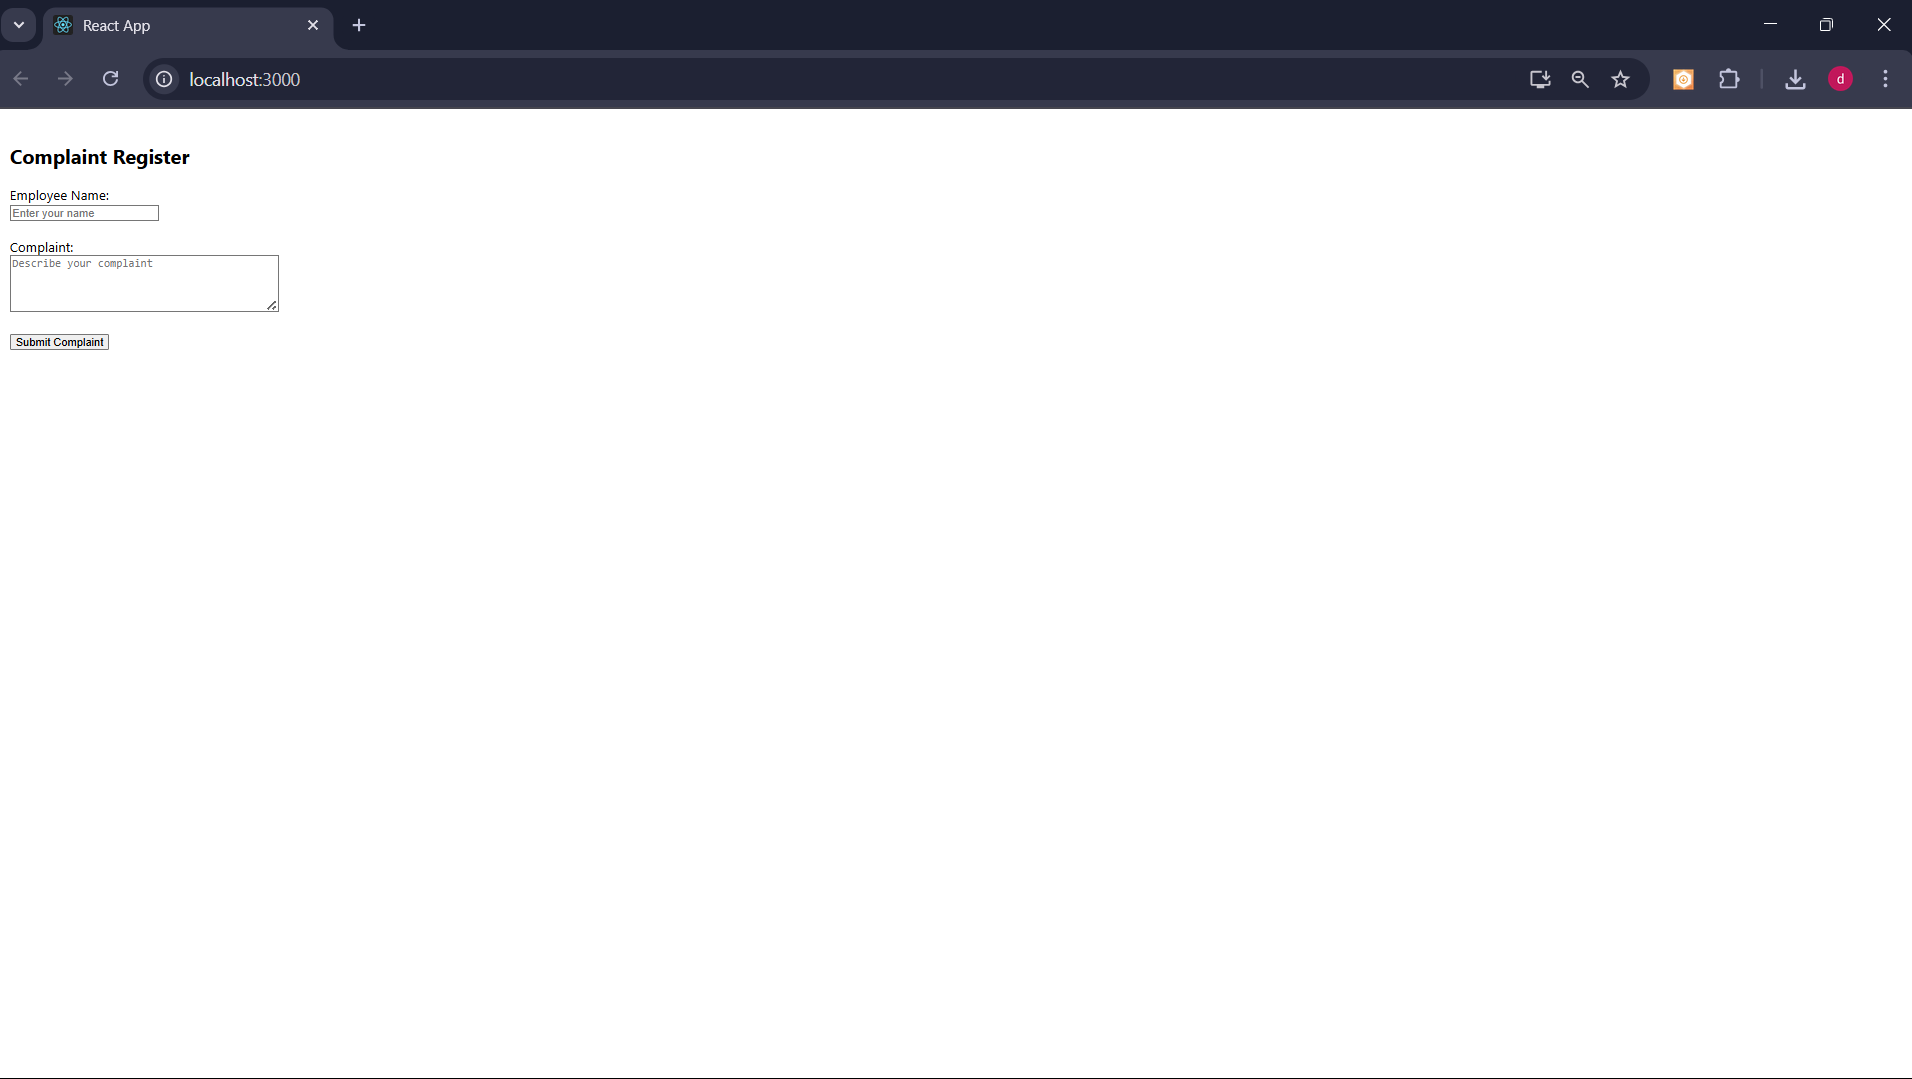 React App
localhost:3000
d
Complaint Register
Employee Name:
Enter your name
Complaint:
Describe your complaint
Submit Complaint